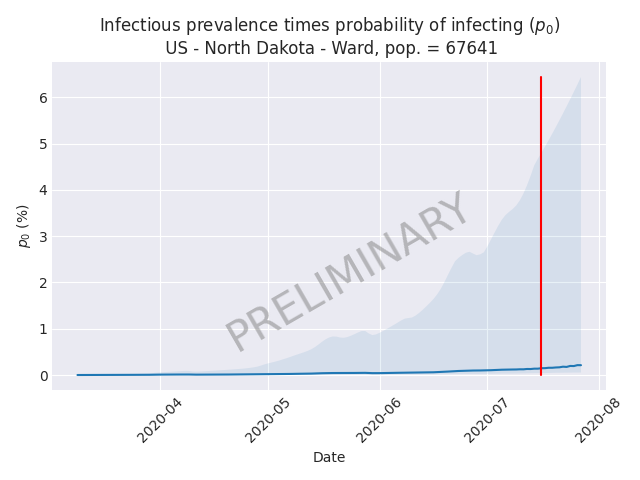 Infectious prevalence times probability of infecting (p₀)
US - North Dakota - Ward, pop. = 67641
p₀ (%)
6
5
4
3
2
1
0
PRELIMINARY
2020-04
2020-05
2020-06
2020-07
2020-08
Date